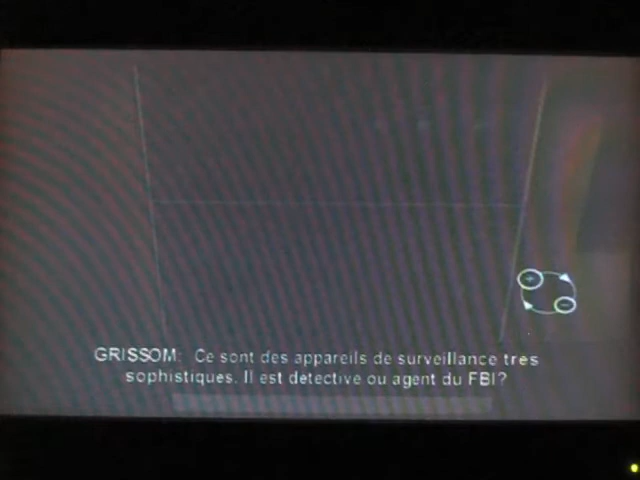 GRISSOM: Ce sont des appareils de surveillance tres
sophistiques. Il est detective ou agent du FBI?